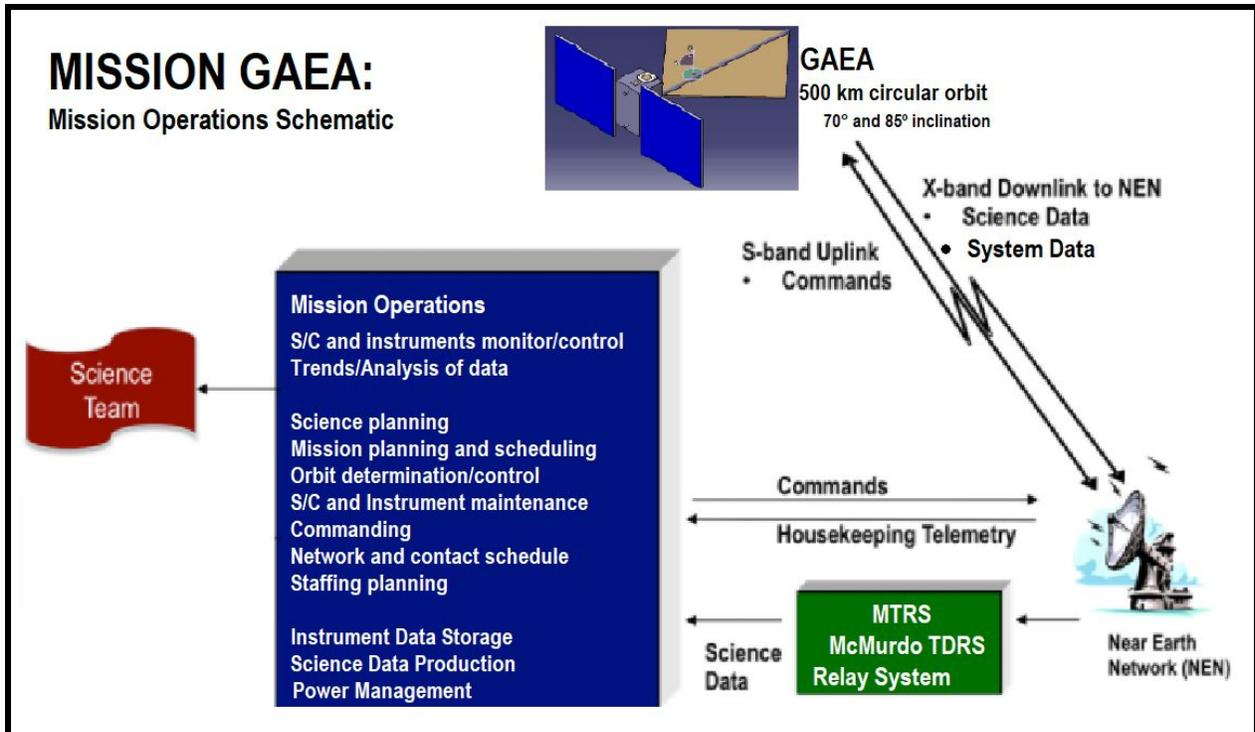 MISSION GAEA:
Mission Operations Schematic
GAEA
500 km circular orbit
70° and 85º inclination
X-band Downlink to NEN
• Science Data
• System Data
S-band Uplink
• Commands
Mission Operations
S/C and instruments monitor/control
Trends/Analysis of data
Science planning
Mission planning and scheduling
Orbit determination/control
S/C and Instrument maintenance
Commanding
Network and contact schedule
Staffing planning
Instrument Data Storage
Science Data Production
Power Management
Science
Team
Commands
Housekeeping Telemetry
MTRS
McMurdo TDRS
Relay System
Science
Data
Near Earth
Network (NEN)